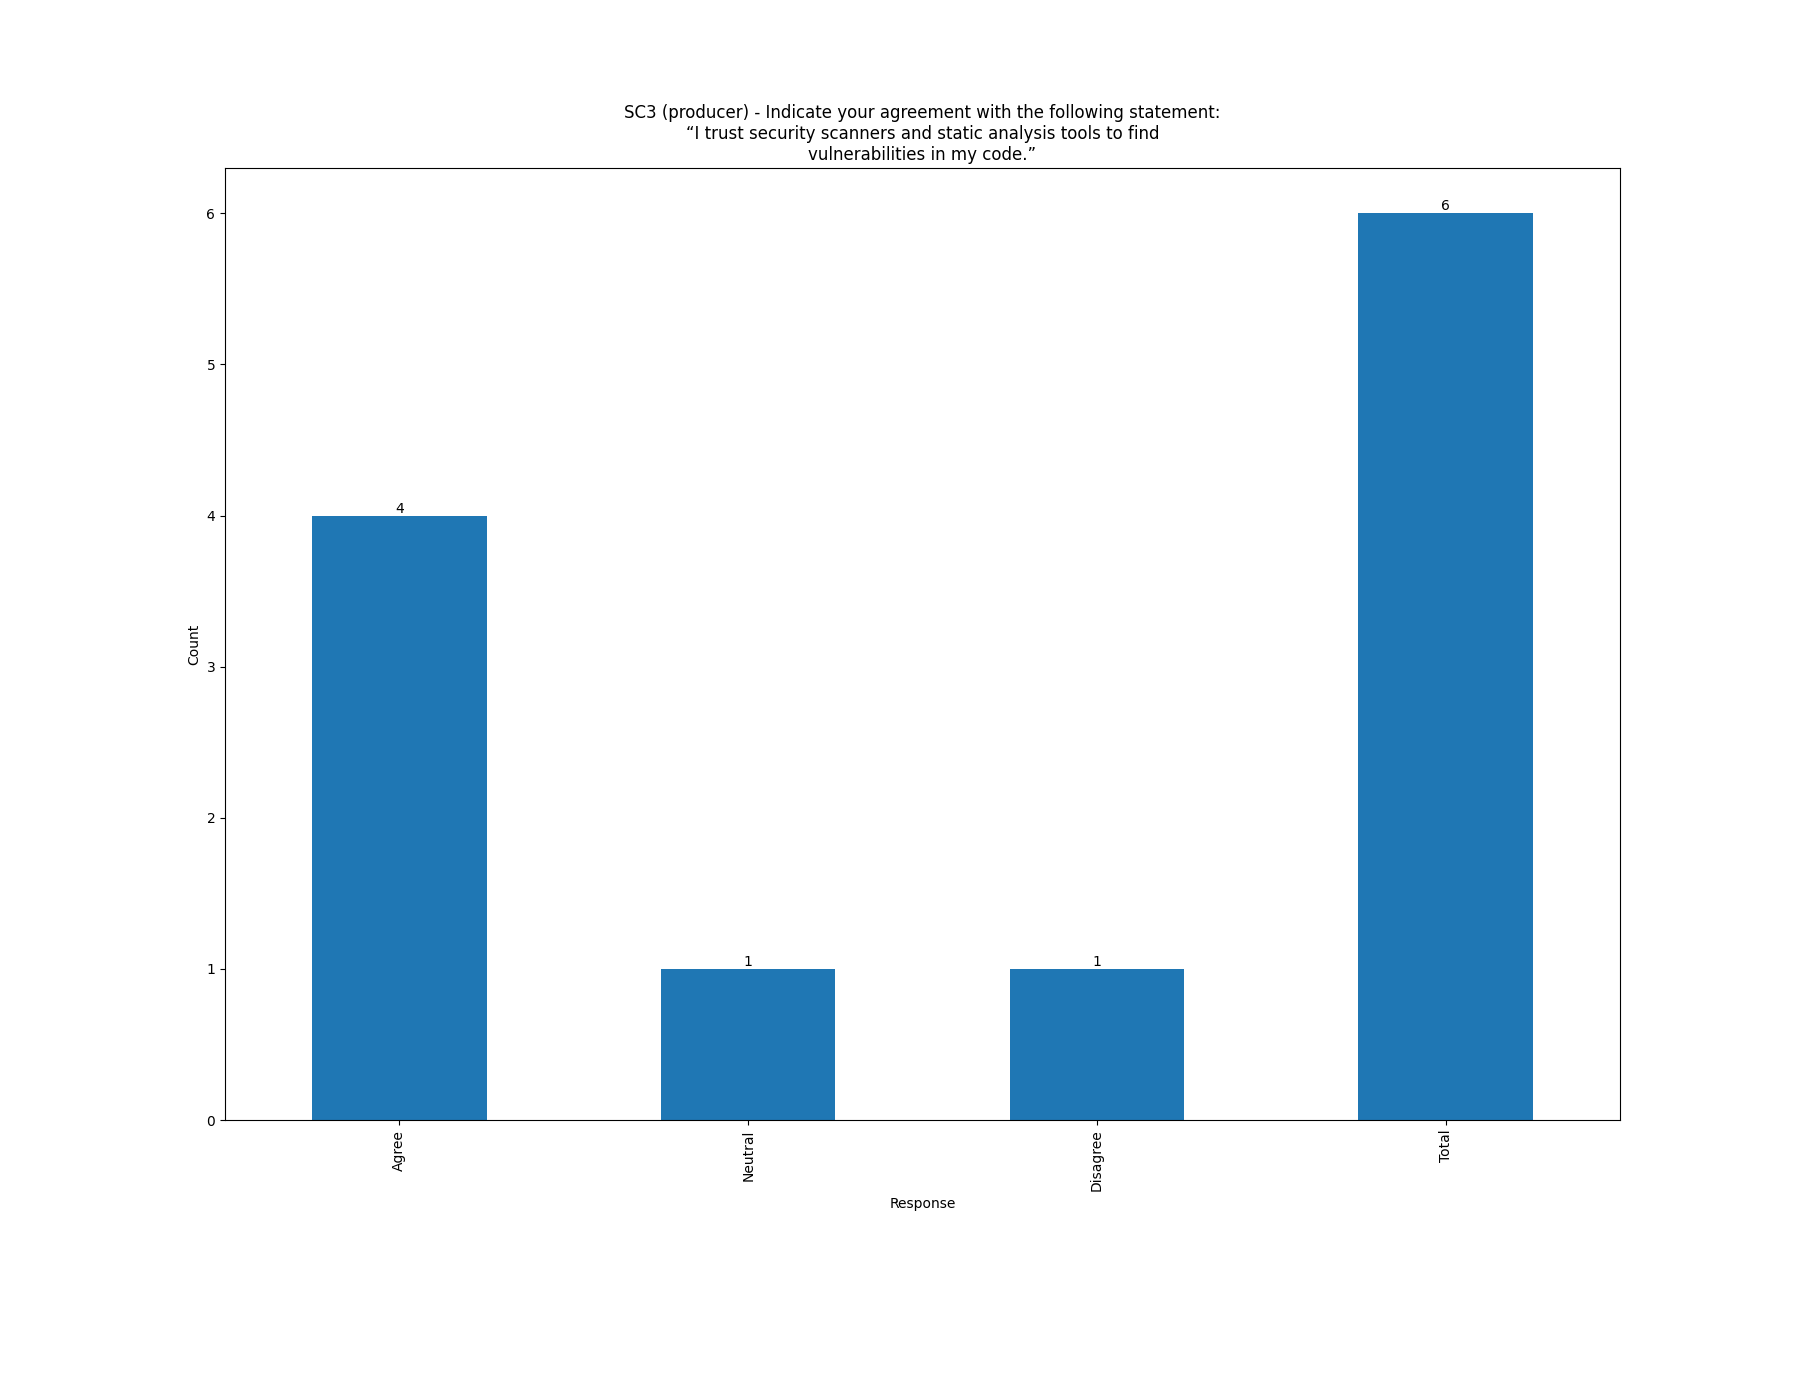 SC3 (producer) - Indicate your agreement with the following statement:
“I trust security scanners and static analysis tools to find
vulnerabilities in my code.”
6
5
4
3
2
1
0
Count
4
1
1
6
Agree
Neutral
Disagree
Total
Response